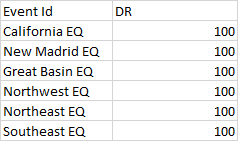 Event Id DR
California EQ 100
New Madrid EQ 100
Great Basin EQ 100
Northwest EQ 100
Northeast EQ 100
Southeast EQ 100